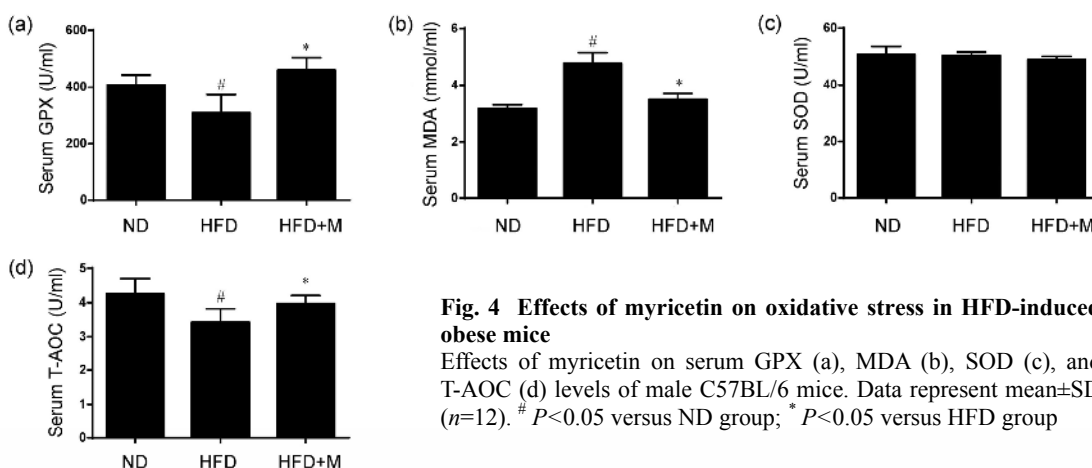 (a)
Serum GPX (U/ml)
600
400
200
0
ND HFD HFD+M
#
*
(b)
Serum MDA (mmol/ml)
6
4
2
0
ND HFD HFD+M
#
*
(c)
Serum SOD (U/ml)
60
40
20
0
ND HFD HFD+M
(d)
Serum T-AOC (U/ml)
5
4
3
2
1
0
ND HFD HFD+M
#
*
Fig. 4 Effects of myricetin on oxidative stress in HFD-induced
obese mice
Effects of myricetin on serum GPX (a), MDA (b), SOD (c), and
T-AOC (d) levels of male C57BL/6 mice. Data represent mean±SD
(n=12). # P<0.05 versus ND group; * P<0.05 versus HFD group